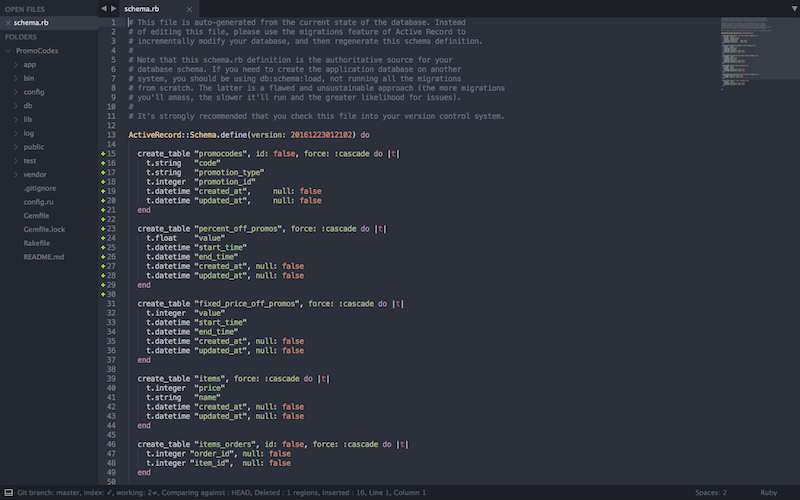 schema.rb
OPEN FILES
schema.rb
FOLDERS
PromoCodes
app
bin
config
db
lib
log
public
test
vendor
.gitignore
config.ru
Gemfile
Gemfile.lock
Rakefile
README.md
schema.rb
1 # This file is auto-generated from the current state of the database. Instead
2 # of editing this file, please use the migrations feature of Active Record to
3 # incrementally modify your database, and then regenerate this schema definition.
4 #
5 # Note that this schema.rb definition is the authoritative source for your
6 # database schema. If you need to create the application database on another
7 # system, you should be using db:schema:load, not running all the migrations
8 # from scratch. The latter is a flawed and unsustainable approach (the more migrations
9 # you'll amass, the slower it'll run and the greater likelihood for issues).
10 #
11 # It's strongly recommended that you check this file into your version control system.
12
13 ActiveRecord::Schema.define(version: 20161223012102) do
14
15 create_table "promocodes", id: false, force: :cascade do |t|
16 t.string "code"
17 t.string "promotion_type"
18 t.integer "promotion_id"
19 t.datetime "created_at", null: false
20 t.datetime "updated_at", null: false
21 end
22
23 create_table "percent_off_promos", force: :cascade do |t|
24 t.float "value"
25 t.datetime "start_time"
26 t.datetime "end_time"
27 t.datetime "created_at", null: false
28 t.datetime "updated_at", null: false
29 end
30
31 create_table "fixed_price_off_promos", force: :cascade do |t|
32 t.integer "value"
33 t.datetime "start_time"
34 t.datetime "end_time"
35 t.datetime "created_at", null: false
36 t.datetime "updated_at", null: false
37 end
38
39 create_table "items", force: :cascade do |t|
40 t.integer "price"
41 t.string "name"
42 t.datetime "created_at", null: false
43 t.datetime "updated_at", null: false
44 end
45
46 create_table "items_orders", id: false, force: :cascade do |t|
47 t.integer "order_id", null: false
48 t.integer "item_id", null: false
49 end
50
Git branch: master, index: ✓, working: 2≠, Comparing against : HEAD, Deleted : 1 regions, Inserted : 16, Line 1, Column 1
Spaces: 2
Ruby